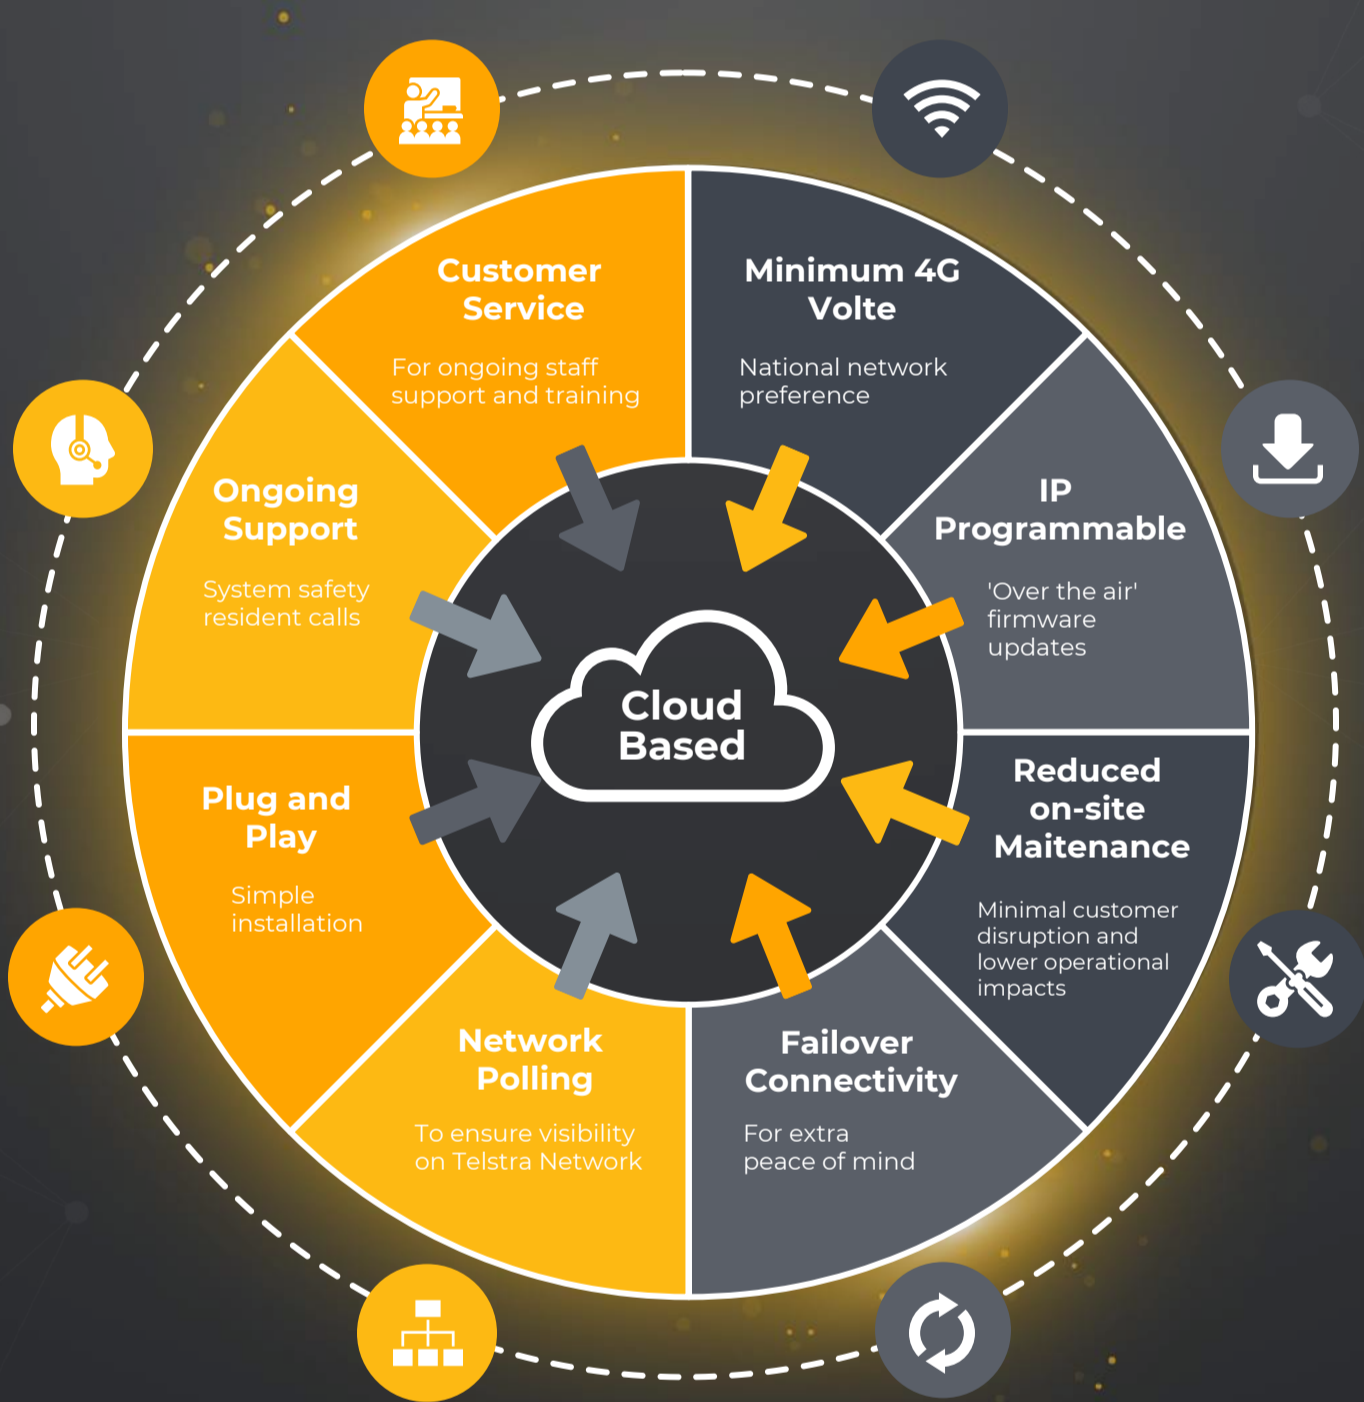 Customer
Service
For ongoing staff
support and training
Minimum 4G
Volte
National network
preference
IP
Programmable
'Over the air'
firmware
updates
Reduced
on-site
Maitenance
Minimal customer
disruption and
lower operational
impacts
Failover
Connectivity
For extra
peace of mind
Network
Polling
To ensure visibility
on Telstra Network
Plug and
Play
Simple
installation
Ongoing
Support
System safety
resident calls
Cloud
Based